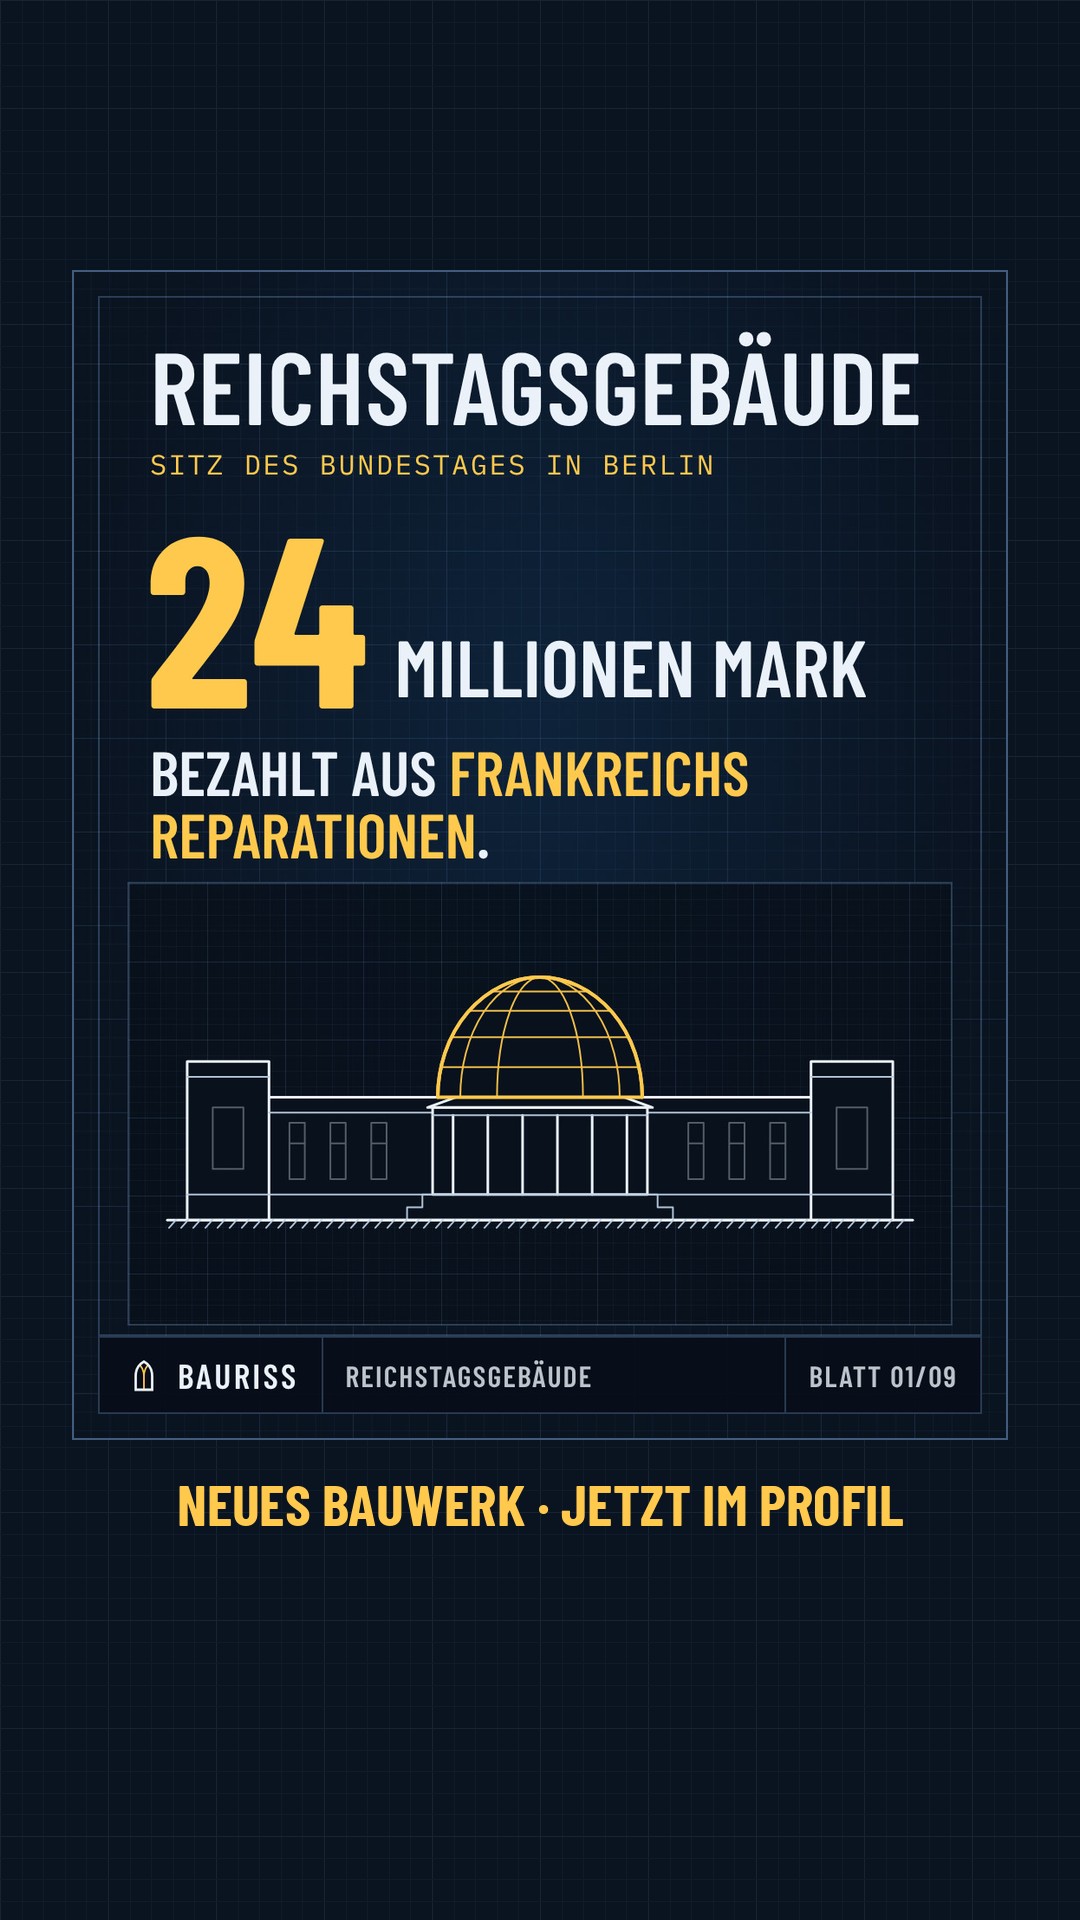 REICHSTAGSGEBÄUDE
SITZ DES BUNDESTAGES IN BERLIN
24 MILLIONEN MARK
BEZAHLT AUS FRANKREICHS
REPARATIONEN.
BAURISS
REICHSTAGSGEBÄUDE
BLATT 01/09
NEUES BAUWERK · JETZT IM PROFIL